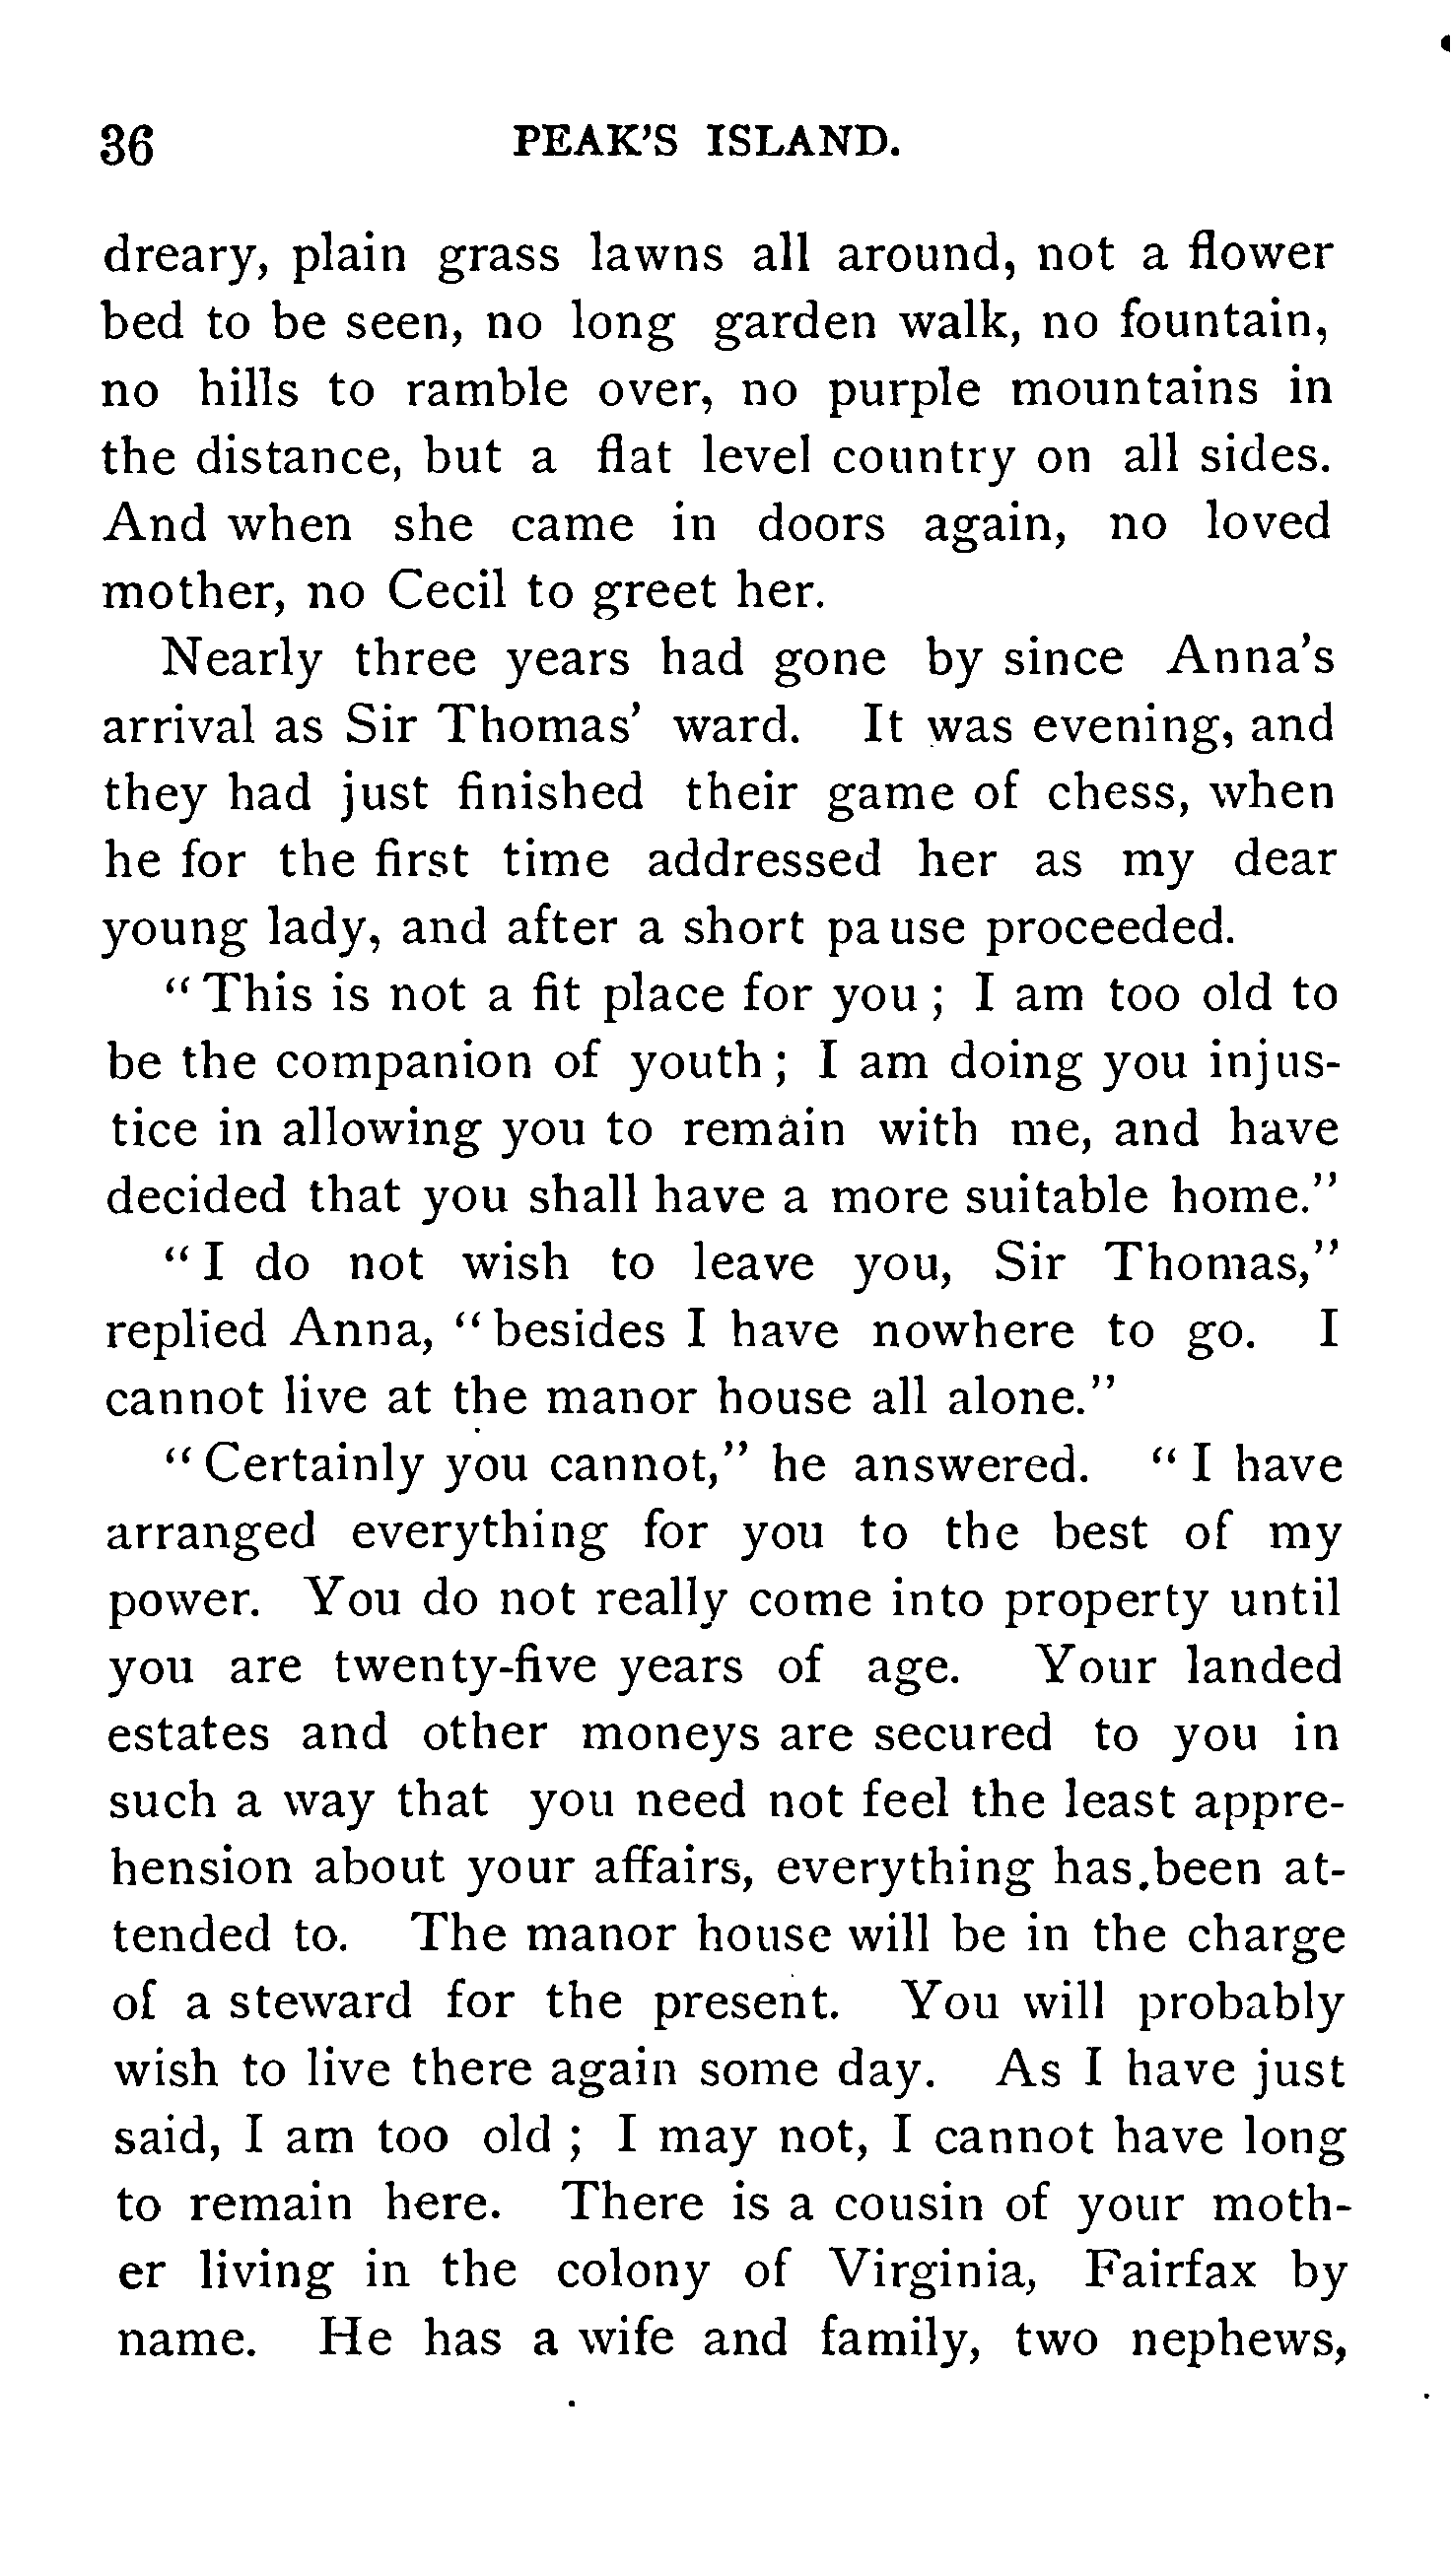 36 PEAK'S ISLAND.
dreary, plain grass lawns all around, not a flower
bed to be seen, no long garden walk, no fountain,
no hills to ramble over, no purple mountains in
the distance, but a flat level country on all sides.
And when she came in doors again, no loved
mother, no Cecil to greet her.
Nearly three years had gone by since Anna's
arrival as Sir Thomas' ward. It was evening, and
they had just finished their game of chess, when
he for the first time addressed her as my dear
young lady, and after a short pause proceeded.
"This is not a fit place for you; I am too old to
be the companion of youth; I am doing you injus-
tice in allowing you to remain with me, and have
decided that you shall have a more suitable home."
"I do not wish to leave you, Sir Thomas,"
replied Anna, "besides I have nowhere to go. I
cannot live at the manor house all alone."
"Certainly you cannot," he answered. "I have
arranged everything for you to the best of my
power. You do not really come into property until
you are twenty-five years of age. Your landed
estates and other moneys are secured to you in
such a way that you need not feel the least appre-
hension about your affairs, everything has been at-
tended to. The manor house will be in the charge
of a steward for the present. You will probably
wish to live there again some day. As I have just
said, I am too old; I may not, I cannot have long
to remain here. There is a cousin of your moth-
er living in the colony of Virginia, Fairfax by
name. He has a wife and family, two nephews,